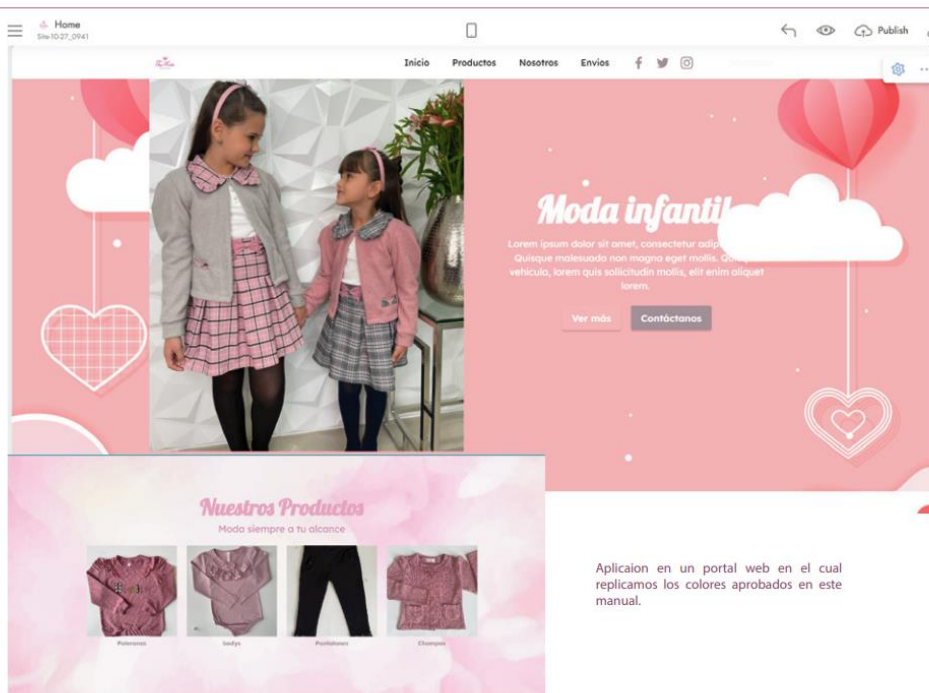 Home
Site-10-27_0941
Publish
Inicio Productos Nosotros Envios
Moda infantil
Lorem ipsum dolor sit amet, consectetur adip
Quisque malesuada non magna eget mollis.
vehicula, lorem quis sollicitudin mollis, elit enim aliquet
lorem.
Ver más Contáctanos
Nuestros Productos
Moda siempre a tu alcance
Poleronas bodys Pantalones
Aplicaion en un portal web en el cual
replicamos los colores aprobados en este
manual.